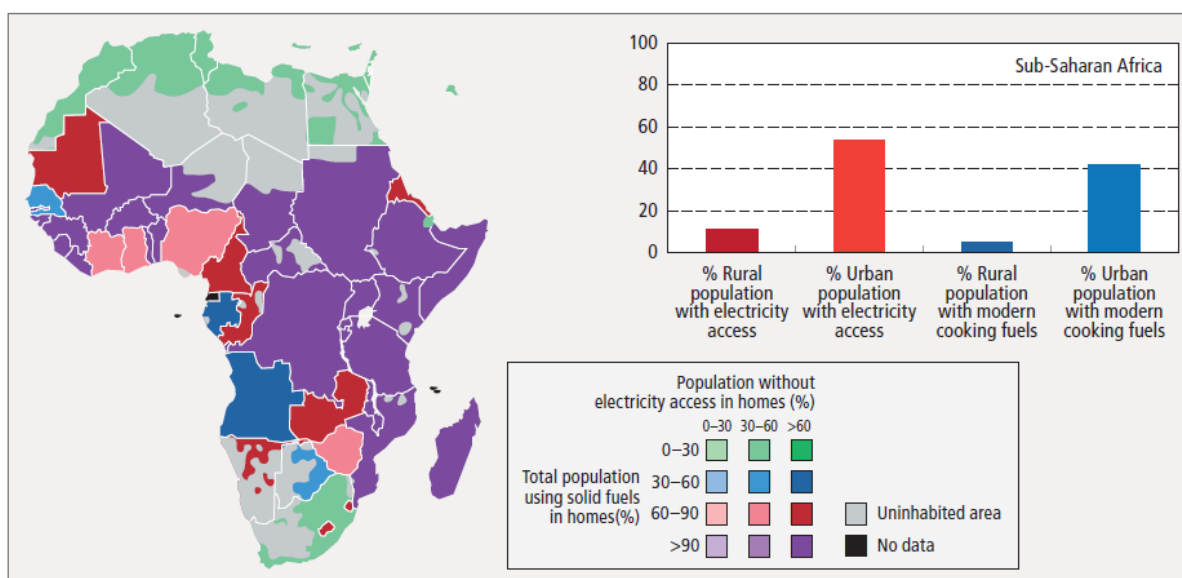 100
80
60
40
20
0
Sub-Saharan Africa
% Rural
population
with electricity
access
% Urban
population
with electricity
access
% Rural
population
with modern
cooking fuels
% Urban
population
with modern
cooking fuels
Population without
electricity access in homes (%)
0–30 30–60 >60
0–30
Total population
using solid fuels
in homes(%)
30–60
60–90
>90
Uninhabited area
No data